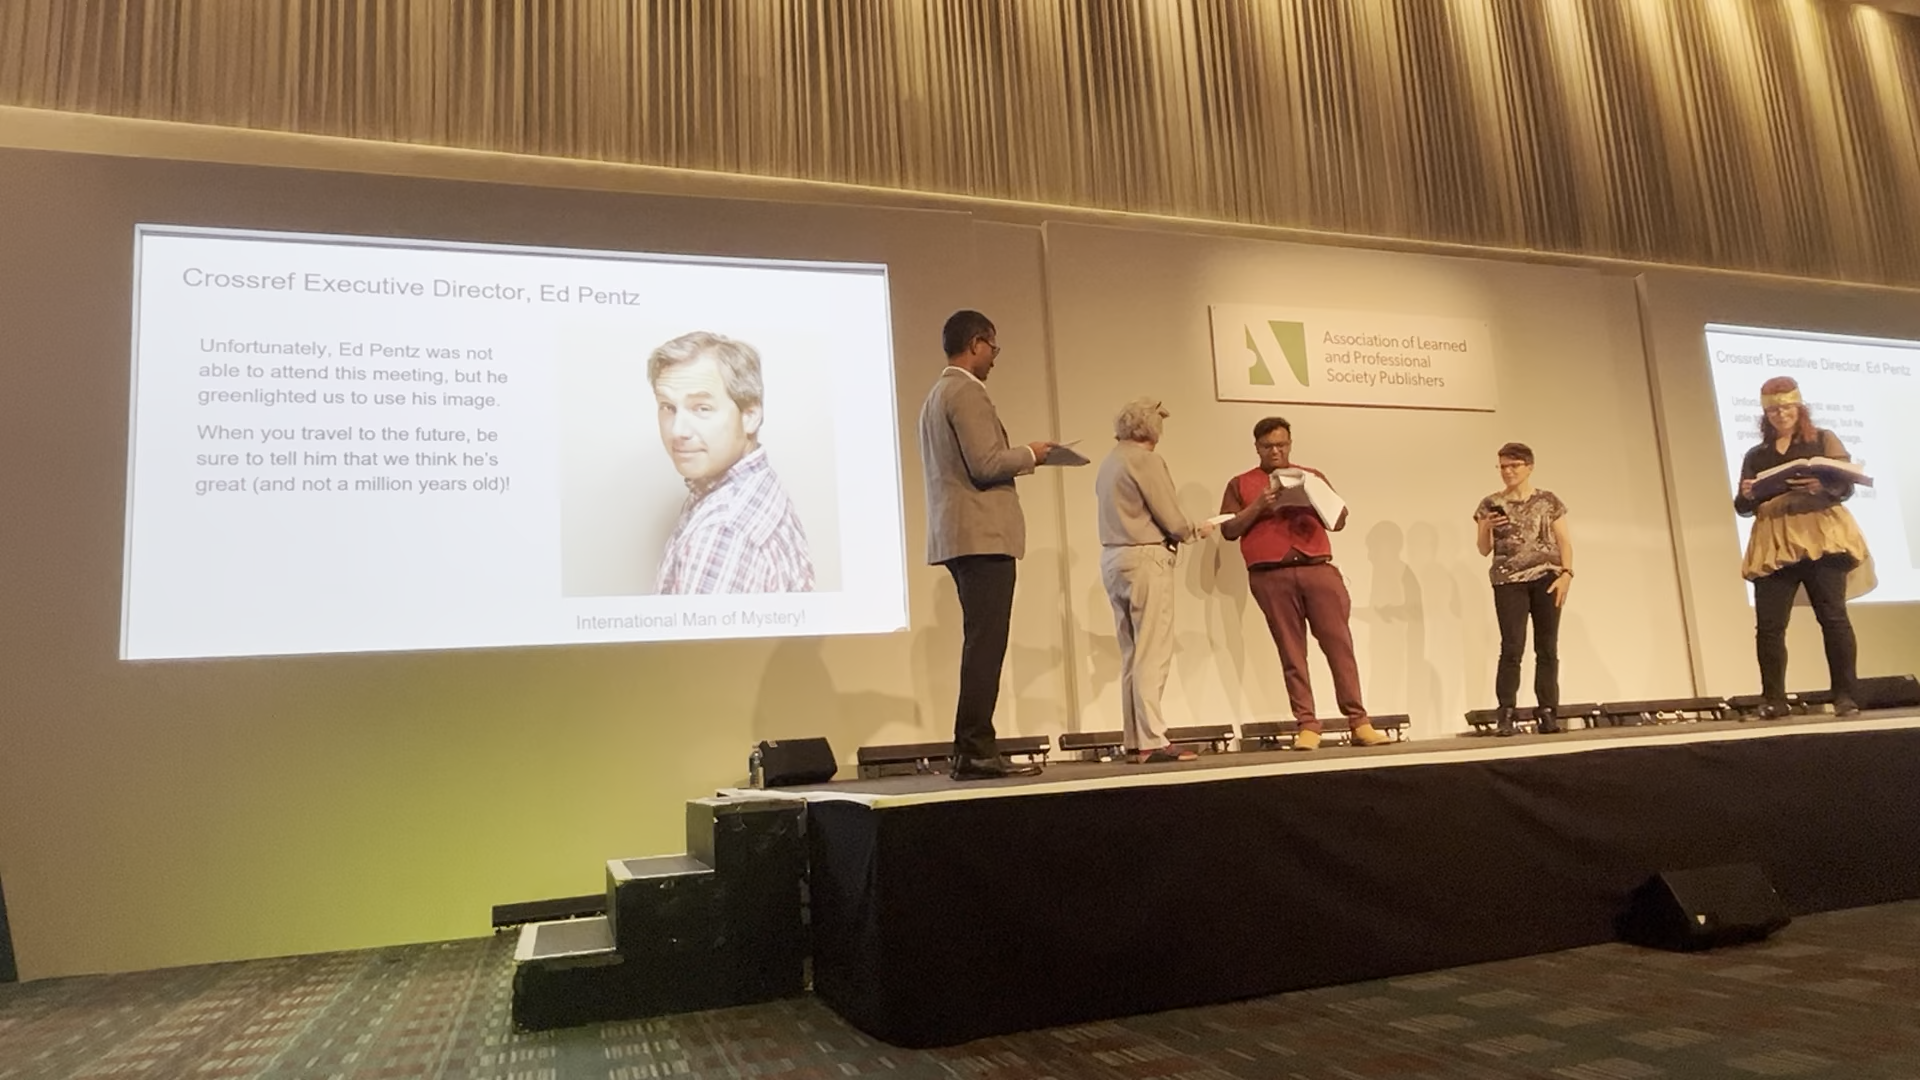 Crossref Executive Director, Ed Pentz
Unfortunately, Ed Pentz was not
able to attend this meeting, but he
greenlighted us to use his image.
When you travel to the future, be
sure to tell him that we think he's
great (and not a million years old)!
International Man of Mystery!
Association of Learned
and Professional
Society Publishers
Crossref Executive Director, Ed Pentz